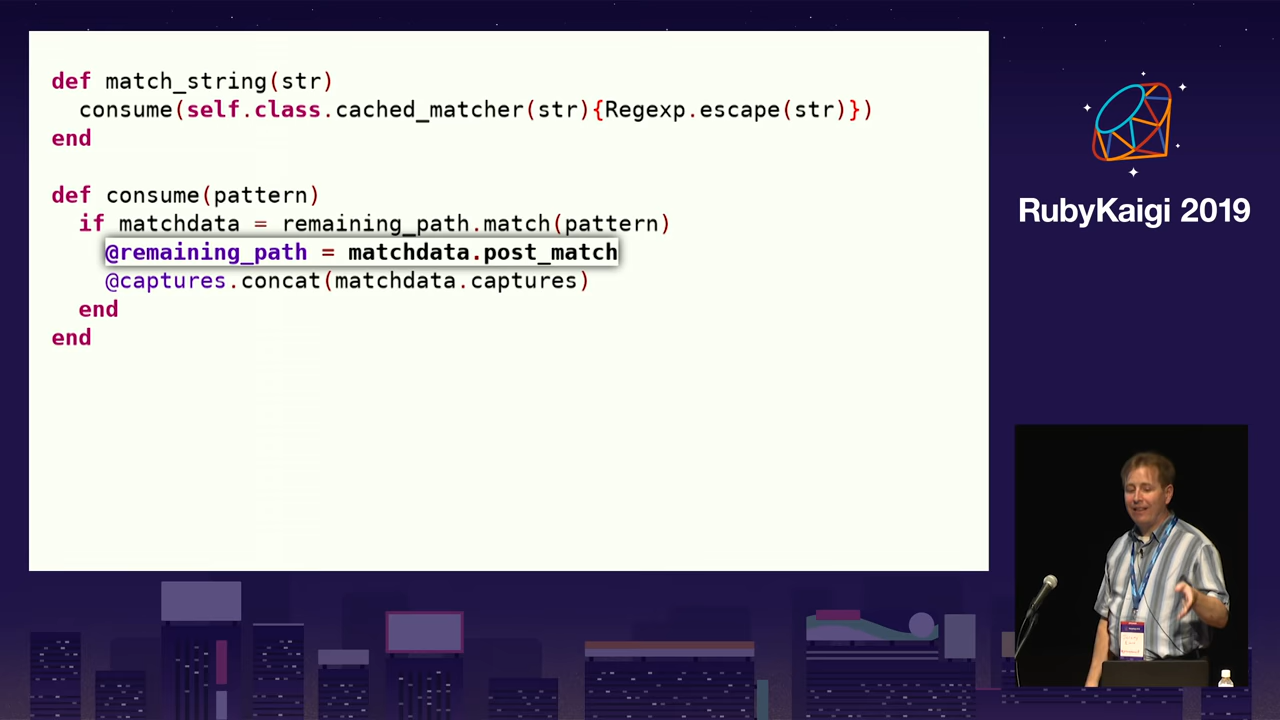 def match_string(str)
  consume(self.class.cached_matcher(str){Regexp.escape(str)})
end
def consume(pattern)
  if matchdata = remaining_path.match(pattern)
    @remaining_path = matchdata.post_match
    @captures.concat(matchdata.captures)
  end
end
RubyKaigi 2019